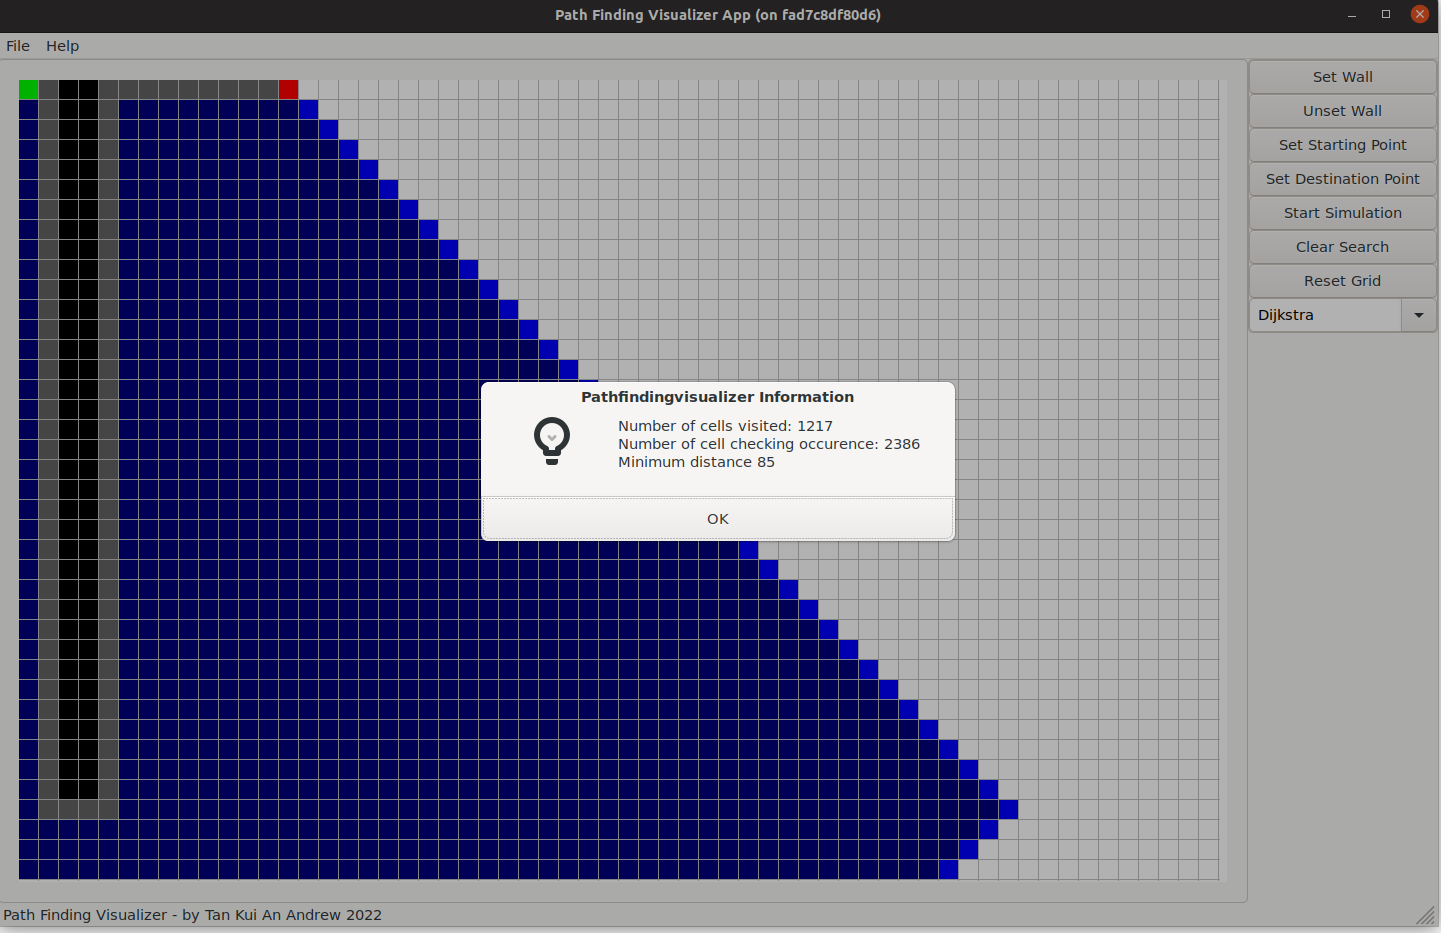 Path Finding Visualizer App (on fad7c8df80d6)
File Help
Set Wall
Unset Wall
Set Starting Point
Set Destination Point
Start Simulation
Clear Search
Reset Grid
Dijkstra
Pathfindingvisualizer Information
Number of cells visited: 1217
Number of cell checking occurence: 2386
Minimum distance 85
OK
Path Finding Visualizer - by Tan Kui An Andrew 2022